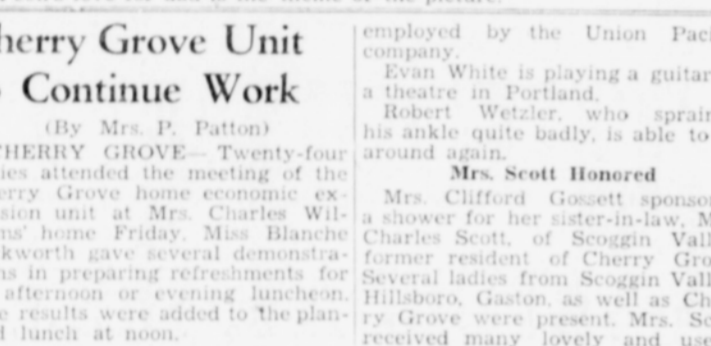 herry Grove Unit
Continue Work
(By Mrs. P. Patton)
HERRY GROVE— Twenty-four
ies attended the meeting of the
erry Grove home economic ex-
sion unit at Mrs. Charles Wil-
ms' home Friday. Miss Blanche
kworth gave several demonstra-
ns in preparing refreshments for
afternoon or evening luncheon.
e results were added to the plan-
d lunch at noon.
employed by the Union Paci
company.
Evan White is playing a guitar
a theatre in Portland.
Robert Wetzler, who sprain
his ankle quite badly, is able to
around again.
Mrs. Scott Honored
Mrs. Clifford Gossett sponsor
a shower for her sister-in-law, M
Charles Scott, of Scoggin Vall
former resident of Cherry Gro
Several ladies from Scoggin Vall
Hillsboro, Gaston, as well as Ch
ry Grove were present. Mrs. Sc
received many lovely and use